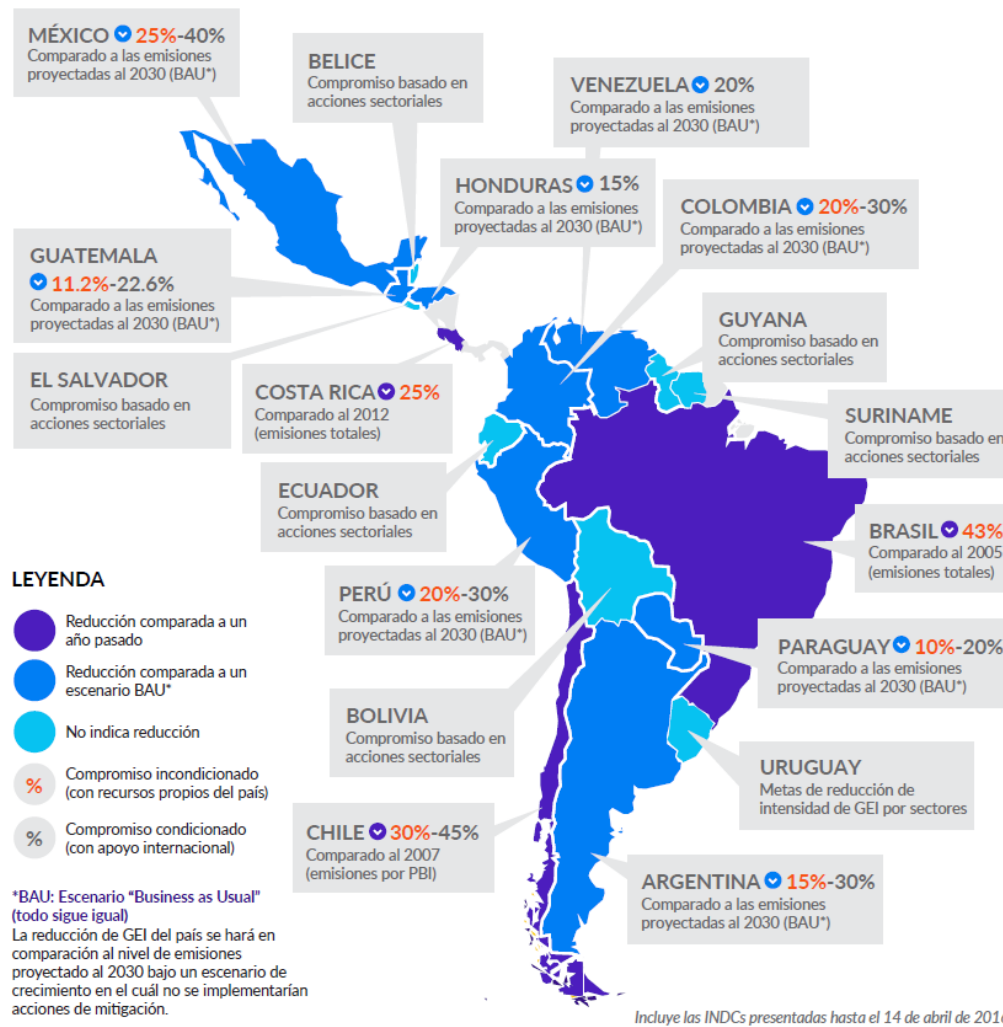 MÉXICO 25%-40%
Comparado a las emisiones
proyectadas al 2030 (BAU*)
BELICE
Compromiso basado en
acciones sectoriales
VENEZUELA 20%
Comparado a las emisiones
proyectadas al 2030 (BAU*)
HONDURAS 15%
Comparado a las emisiones
proyectadas al 2030 (BAU*)
COLOMBIA 20%-30%
Comparado a las emisiones
proyectadas al 2030 (BAU*)
GUATEMALA
11.2%-22.6%
Comparado a las emisiones
proyectadas al 2030 (BAU*)
GUYANA
Compromiso basado en
acciones sectoriales
EL SALVADOR
Compromiso basado en
acciones sectoriales
COSTA RICA 25%
Comparado al 2012
(emisiones totales)
SURINAME
Compromiso basado en
acciones sectoriales
ECUADOR
Compromiso basado en
acciones sectoriales
BRASIL 43%
Comparado al 2005
(emisiones totales)
PERÚ 20%-30%
Comparado a las emisiones
proyectadas al 2030 (BAU*)
PARAGUAY 10%-20%
Comparado a las emisiones
proyectadas al 2030 (BAU*)
BOLIVIA
Compromiso basado en
acciones sectoriales
URUGUAY
Metas de reducción de
intensidad de GEI por sectores
CHILE 30%-45%
Comparado al 2007
(emisiones por PBI)
ARGENTINA 15%-30%
Comparado a las emisiones
proyectadas al 2030 (BAU*)
LEYENDA
Reducción comparada a un
año pasado
Reducción comparada a un
escenario BAU*
No indica reducción
% Compromiso incondicionado
(con recursos propios del país)
% Compromiso condicionado
(con apoyo internacional)
*BAU: Escenario “Business as Usual”
(todo sigue igual)
La reducción de GEI del país se hará en
comparación al nivel de emisiones
proyectado al 2030 bajo un escenario de
crecimiento en el cuál no se implementarían
acciones de mitigación.
Incluye las INDCs presentadas hasta el 14 de abril de 2016